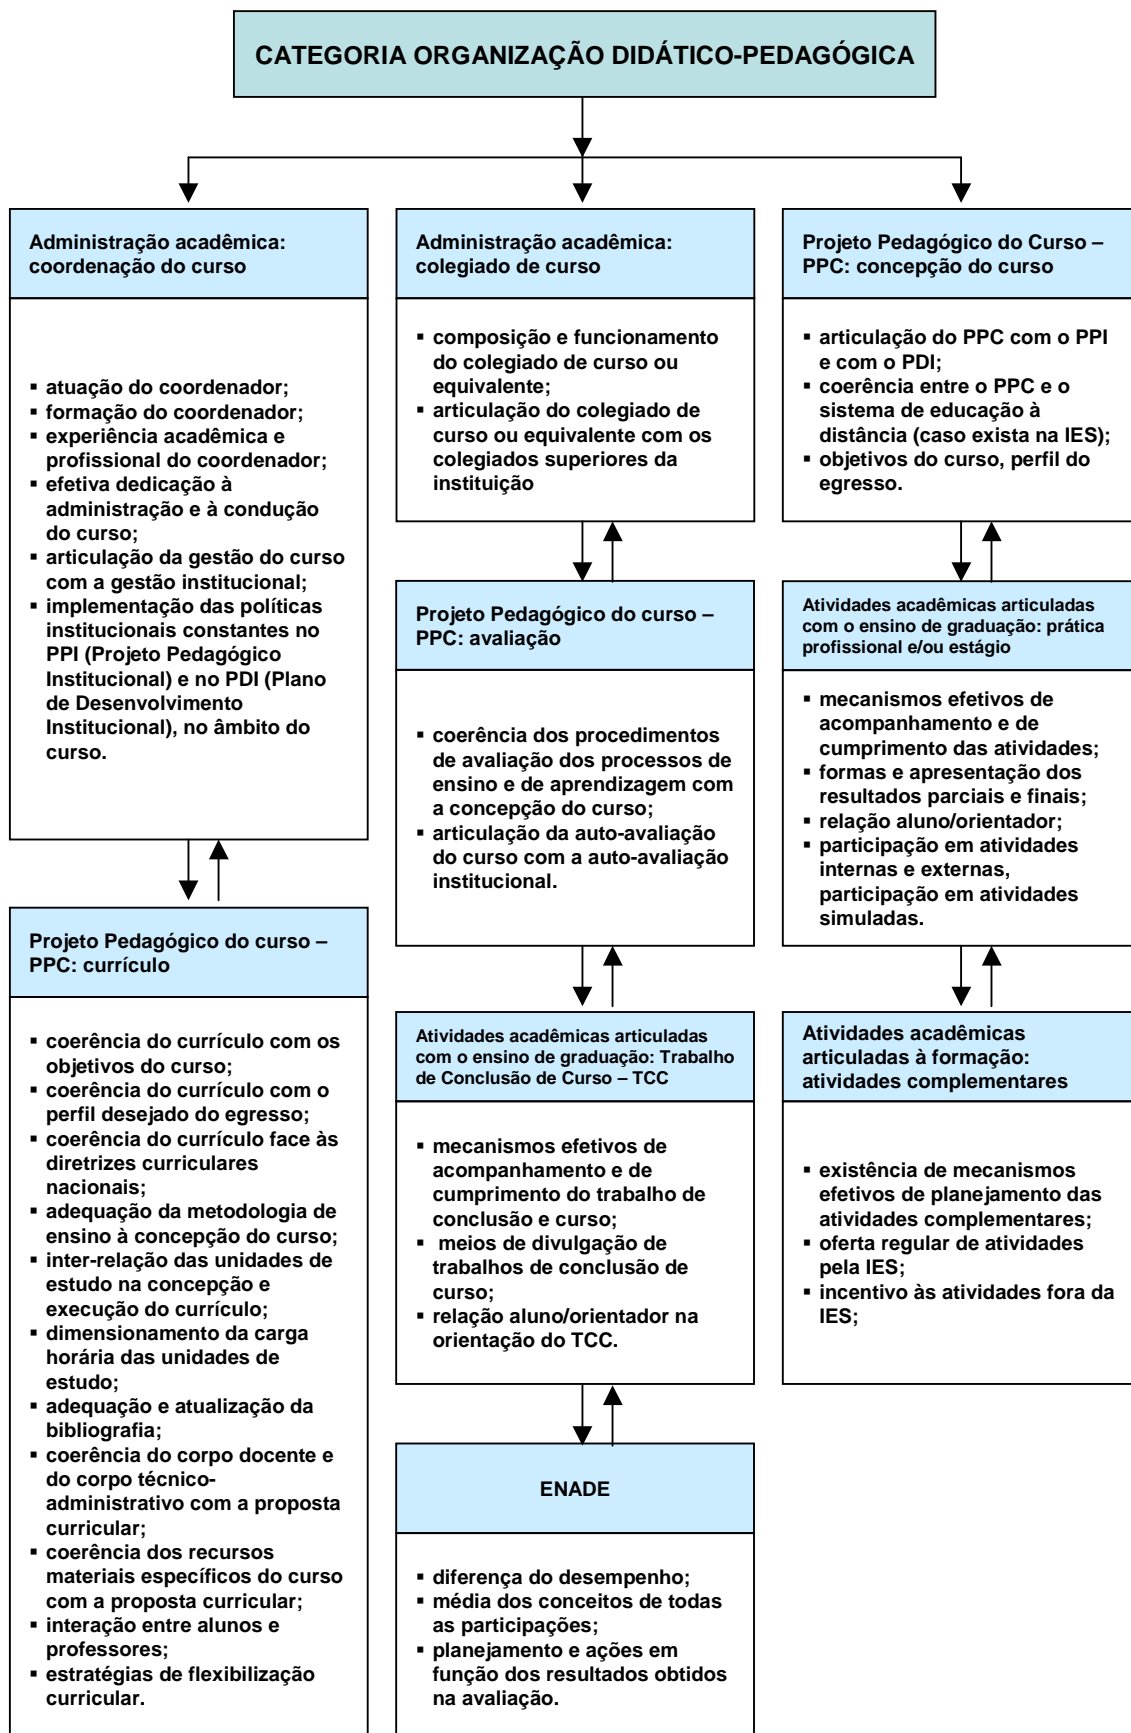 CATEGORIA ORGANIZAÇÃO DIDÁTICO-PEDAGÓGICA
Administração acadêmica:
coordenação do curso
▪ atuação do coordenador;
▪ formação do coordenador;
▪ experiência acadêmica e
profissional do coordenador;
▪ efetiva dedicação à
administração e à condução
do curso;
▪ articulação da gestão do curso
com a gestão institucional;
▪ implementação das políticas
institucionais constantes no
PPI (Projeto Pedagógico
Institucional) e no PDI (Plano
de Desenvolvimento
Institucional), no âmbito do
curso.
Projeto Pedagógico do curso –
PPC: currículo
▪ coerência do currículo com os
objetivos do curso;
▪ coerência do currículo com o
perfil desejado do egresso;
▪ coerência do currículo face às
diretrizes curriculares
nacionais;
▪ adequação da metodologia de
ensino à concepção do curso;
▪ inter-relação das unidades de
estudo na concepção e
execução do currículo;
▪ dimensionamento da carga
horária das unidades de
estudo;
▪ adequação e atualização da
bibliografia;
▪ coerência do corpo docente e
do corpo técnico-
administrativo com a proposta
curricular;
▪ coerência dos recursos
materiais específicos do curso
com a proposta curricular;
▪ interação entre alunos e
professores;
▪ estratégias de flexibilização
curricular.
Administração acadêmica:
colegiado de curso
▪ composição e funcionamento
do colegiado de curso ou
equivalente;
▪ articulação do colegiado de
curso ou equivalente com os
colegiados superiores da
instituição
Projeto Pedagógico do curso –
PPC: avaliação
▪ coerência dos procedimentos
de avaliação dos processos de
ensino e de aprendizagem com
a concepção do curso;
▪ articulação da auto-avaliação
do curso com a auto-avaliação
institucional.
Atividades acadêmicas articuladas
com o ensino de graduação: Trabalho
de Conclusão de Curso – TCC
▪ mecanismos efetivos de
acompanhamento e de
cumprimento do trabalho de
conclusão e curso;
▪ meios de divulgação de
trabalhos de conclusão de
curso;
▪ relação aluno/orientador na
orientação do TCC.
ENADE
▪ diferença do desempenho;
▪ média dos conceitos de todas
as participações;
▪ planejamento e ações em
função dos resultados obtidos
na avaliação.
Projeto Pedagógico do Curso –
PPC: concepção do curso
▪ articulação do PPC com o PPI
e com o PDI;
▪ coerência entre o PPC e o
sistema de educação à
distância (caso exista na IES);
▪ objetivos do curso, perfil do
egresso.
Atividades acadêmicas articuladas
com o ensino de graduação: prática
profissional e/ou estágio
▪ mecanismos efetivos de
acompanhamento e de
cumprimento das atividades;
▪ formas e apresentação dos
resultados parciais e finais;
▪ relação aluno/orientador;
▪ participação em atividades
internas e externas,
participação em atividades
simuladas.
Atividades acadêmicas
articuladas à formação:
atividades complementares
▪ existência de mecanismos
efetivos de planejamento das
atividades complementares;
▪ oferta regular de atividades
pela IES;
▪ incentivo às atividades fora da
IES;